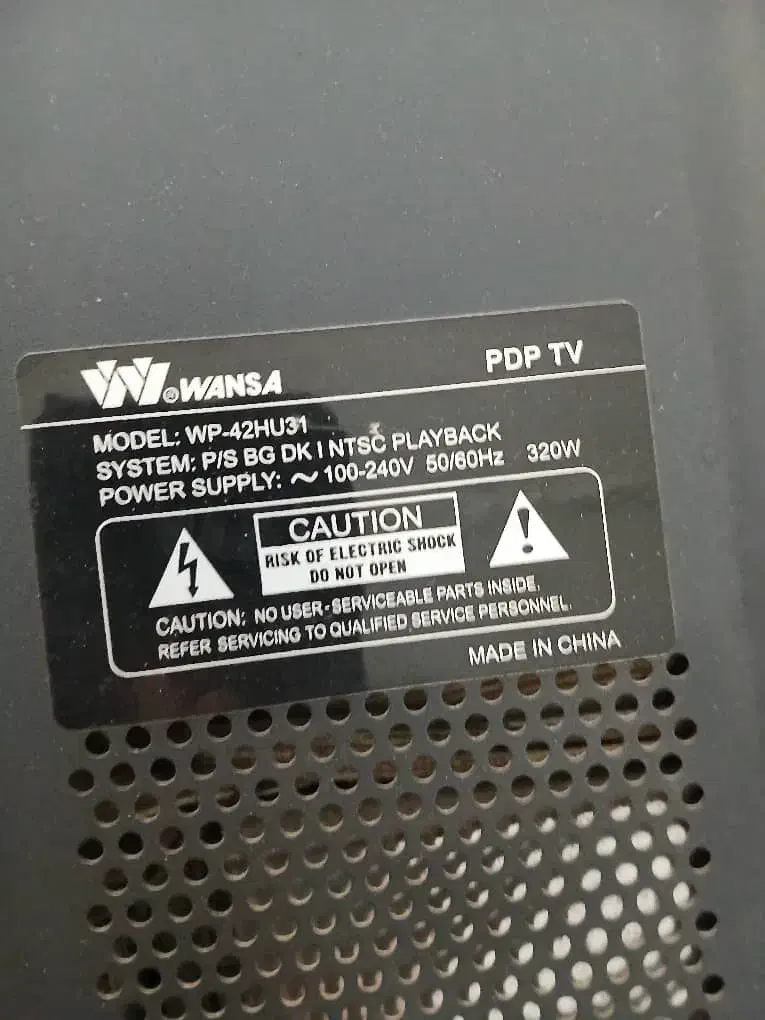 W®WANSA
PDP TV
MODEL: WP-42HU31
SYSTEM: P/S BG DK I NTSC PLAYBACK
POWER SUPPLY: ~ 100-240V 50/60Hz 320W
CAUTION
RISK OF ELECTRIC SHOCK
DO NOT OPEN
CAUTION: NO USER-SERVICEABLE PARTS INSIDE.
REFER SERVICING TO QUALIFIED SERVICE PERSONNEL.
MADE IN CHINA